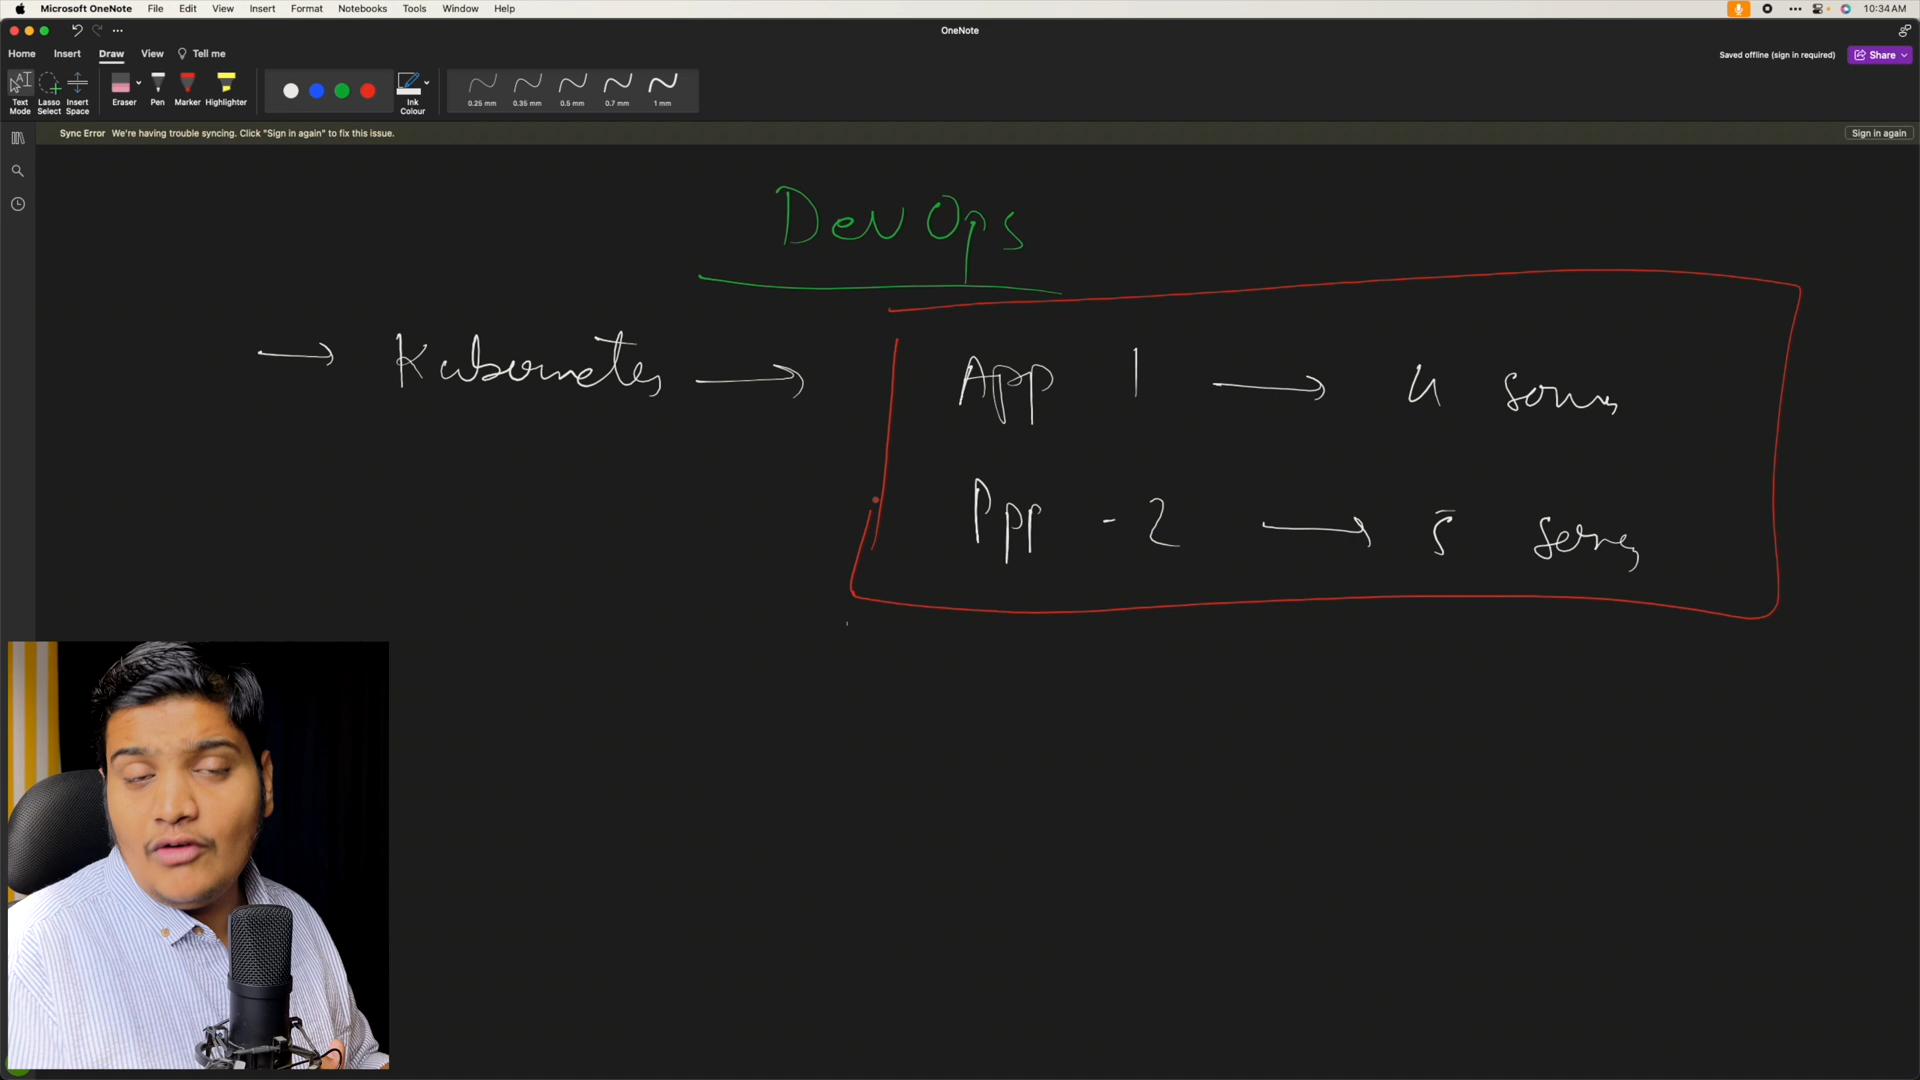 Microsoft OneNote File Edit View Insert Format Notebooks Tools Window Help 10:34 AM
OneNote
Home Insert Draw View Tell me
Saved offline (sign in required) Share
Text Mode
Lasso Select
Insert Space
Eraser
Pen
Marker
Highlighter
Ink Colour
0.25 mm 0.35 mm 0.5 mm 0.7 mm 1 mm
Sync Error We're having trouble syncing. Click "Sign in again" to fix this issue. Sign in again
DevOps
→ Kubernetes → App 1 →
App - 2 → 5